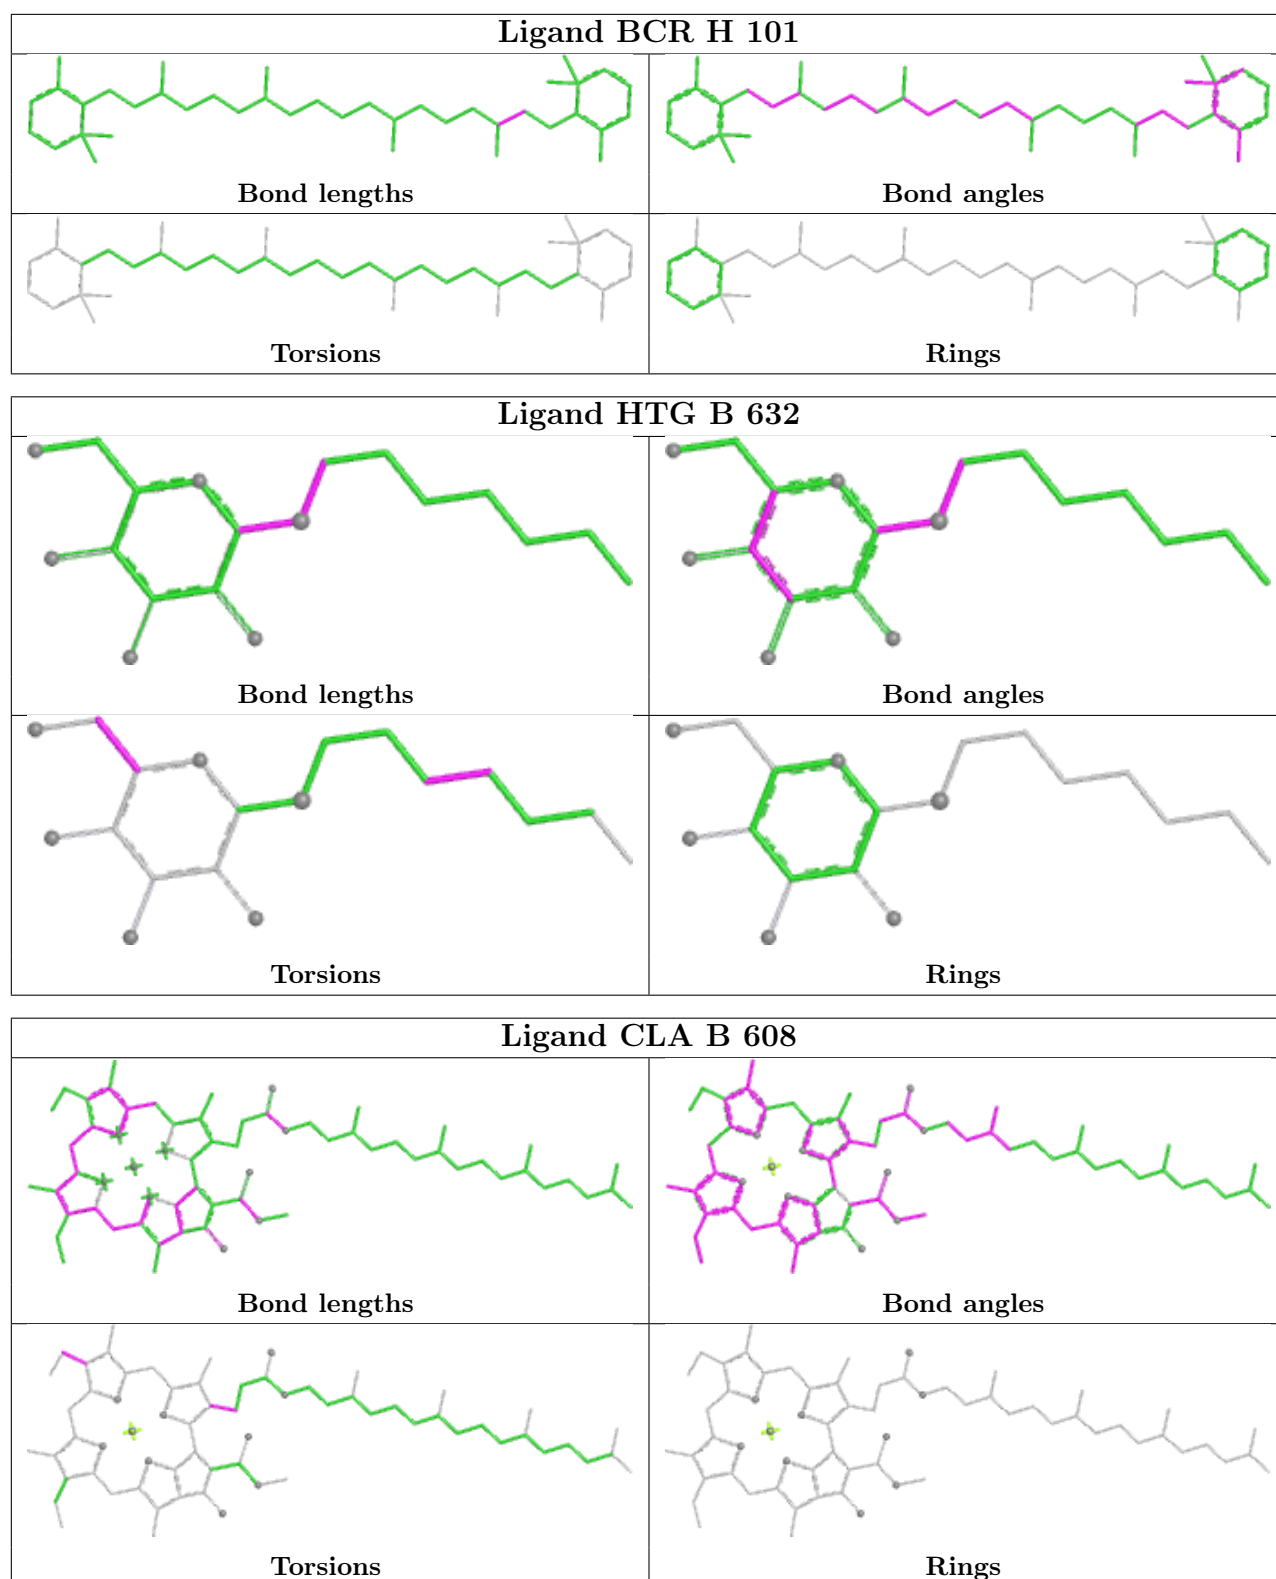 Ligand BCR H 101
Bond lengths
Bond angles
Torsions
Rings
Ligand HTG B 632
Bond lengths
Bond angles
Torsions
Rings
Ligand CLA B 608
Bond lengths
Bond angles
Torsions
Rings